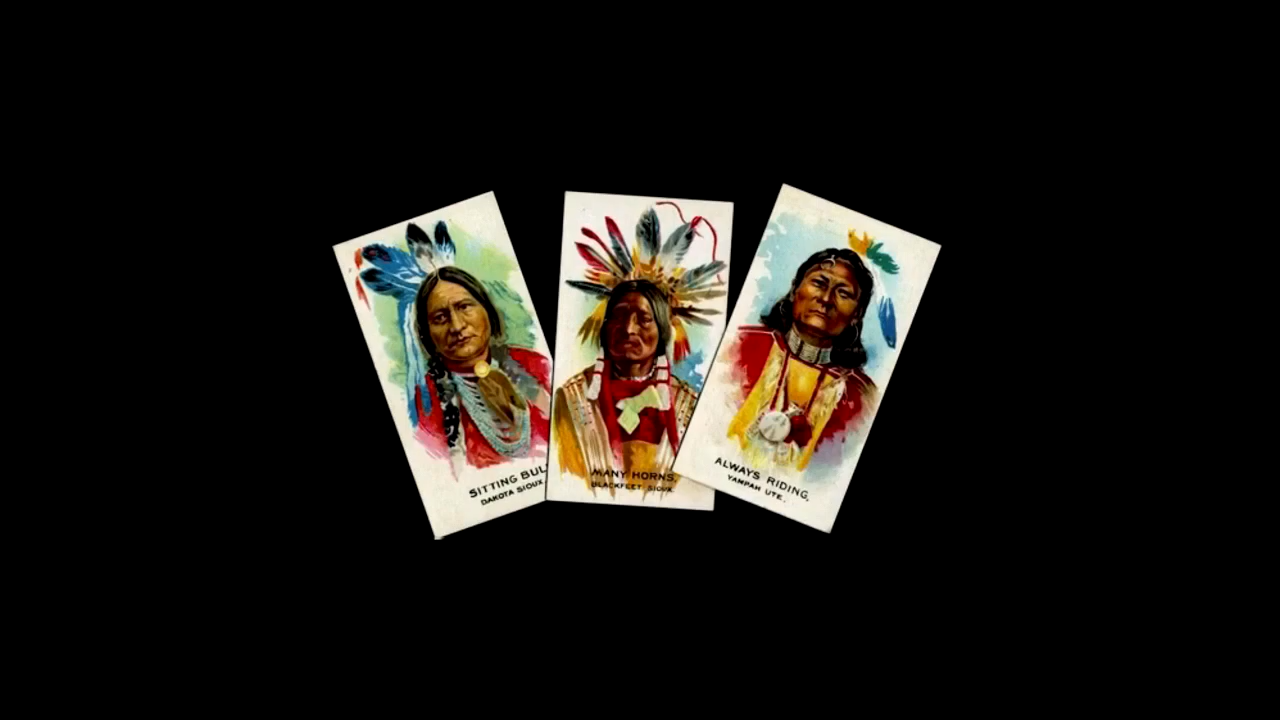 SITTING BUL
DAKOTA SIOUX.
MANY HORNS,
BLACKFEET SIOUX.
ALWAYS RIDING,
YAMPAH UTE.